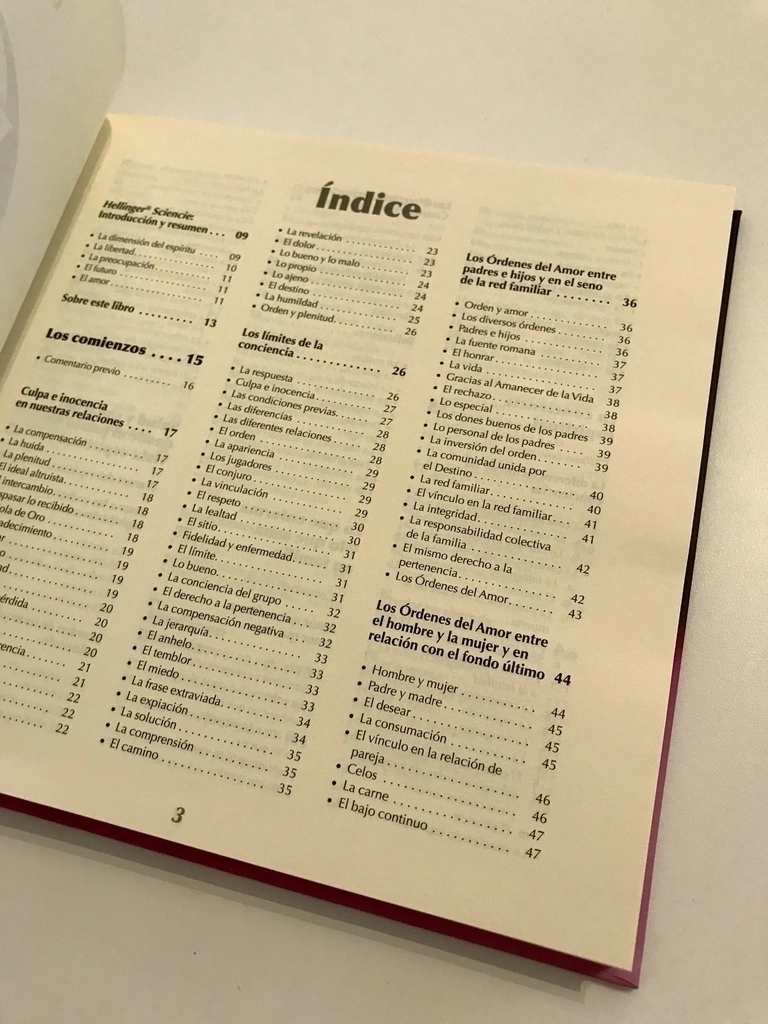 Índice
Hellinger® Sciencie:
Introducción y resumen . . . 09
• La dimensión del espíritu . . 09
• La libertad. . . . . . . . . . 10
• La preocupación. . . . . . . . 11
• El futuro . . . . . . . . . . 11
• El amor. . . . . . . . . . . 11
Sobre este libro . . . . . . . . 13
Los comienzos . . . . 15
• Comentario previo . . . . . . . . 16
Culpa e inocencia
en nuestras relaciones . . . . 17
• La compensación. . . . . . . . 17
• La huida. . . . . . . . . . . 17
La plenitud. . . . . . . . . . 17
El ideal altruista. . . . . . . . 18
intercambio. . . . . . . . . . 18
lo recibido . . . . . . . . 18
de Oro . . . . . . . . . . 18
. . . . . . . . . . 19
. . . . . . . . . . 19
. . . . . . . . . . 19
. . . . . . . . . . 20
. . . . . . . . . . 20
. . . . . . . . . . 20
. . . . . . . . . . 21
. . . . . . . . . . 21
. . . . . . . . . . 22
. . . . . . . . . . 22
. . . . . . . . . . 22
• La revelación . . . . . . . . . 23
• El dolor. . . . . . . . . . . . 23
• Lo bueno y lo malo . . . . . . 23
• Lo propio . . . . . . . . . . . 24
• Lo ajeno . . . . . . . . . . . 24
• El destino . . . . . . . . . . 24
• La humildad . . . . . . . . . . 25
• Orden y plenitud. . . . . . . . 26
Los límites de la
conciencia. . . . . . . . . . . . 26
• La respuesta . . . . . . . . . 26
• Culpa e inocencia. . . . . . . . 27
• Las condiciones previas. . . . . 27
• Las diferencias . . . . . . . . 28
• Las diferentes relaciones . . . . 28
• El orden . . . . . . . . . . . 28
• La apariencia . . . . . . . . . 29
• Los jugadores . . . . . . . . . 29
• El conjuro . . . . . . . . . . 29
• La vinculación . . . . . . . . 29
• El respeto . . . . . . . . . . 30
• La lealtad . . . . . . . . . . 30
• El sitio. . . . . . . . . . . . 31
• Fidelidad y enfermedad. . . . . 31
• El límite. . . . . . . . . . . . 31
• Lo bueno. . . . . . . . . . . . 31
• La conciencia del grupo . . . . 32
• El derecho a la pertenencia . . . 32
• La compensación negativa . . . 32
• La jerarquía. . . . . . . . . . 33
• El anhelo. . . . . . . . . . . . 33
• El temblor . . . . . . . . . . 33
• El miedo . . . . . . . . . . . 33
• La frase extraviada. . . . . . . 34
• La expiación . . . . . . . . . 34
• La solución . . . . . . . . . . 35
• La comprensión . . . . . . . . 35
• El camino . . . . . . . . . . . 35
Los Órdenes del Amor entre
padres e hijos y en el seno
de la red familiar . . . . . . . . 36
• Orden y amor . . . . . . . . . . 36
• Los diversos órdenes . . . . . . 36
• Padres e hijos . . . . . . . . . 36
• La fuente romana . . . . . . . . 37
• El honrar . . . . . . . . . . . 37
• La vida . . . . . . . . . . . . 37
• Gracias al Amanecer de la Vida 38
• El rechazo. . . . . . . . . . . 38
• Lo especial . . . . . . . . . . 38
• Los dones buenos de los padres 39
• Lo personal de los padres . . . . 39
• La inversión del orden. . . . . . 39
• La comunidad unida por
el Destino . . . . . . . . . . . . 40
• La red familiar. . . . . . . . . 40
• El vínculo en la red familiar. . . 41
• La integridad. . . . . . . . . . 41
• La responsabilidad colectiva
de la familia . . . . . . . . . . 42
• El mismo derecho a la
pertenencia. . . . . . . . . . . 42
• Los Órdenes del Amor. . . . . . 43
Los Órdenes del Amor entre
el hombre y la mujer y en
relación con el fondo último 44
• Hombre y mujer . . . . . . . . . 44
• Padre y madre . . . . . . . . . 45
• El desear . . . . . . . . . . . 45
• La consumación . . . . . . . . 45
• El vínculo en la relación de
pareja . . . . . . . . . . . . . 46
• Celos . . . . . . . . . . . . . 46
• La carne . . . . . . . . . . . . 47
• El bajo continuo . . . . . . . . 47
3